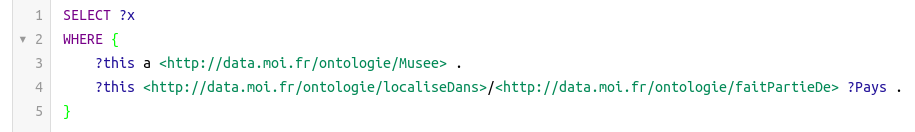 1 SELECT ?x
2 WHERE {
3 ?this a <http://data.moi.fr/ontologie/Musee> .
4 ?this <http://data.moi.fr/ontologie/localiseDans>/<http://data.moi.fr/ontologie/faitPartieDe> ?Pays .
5 }